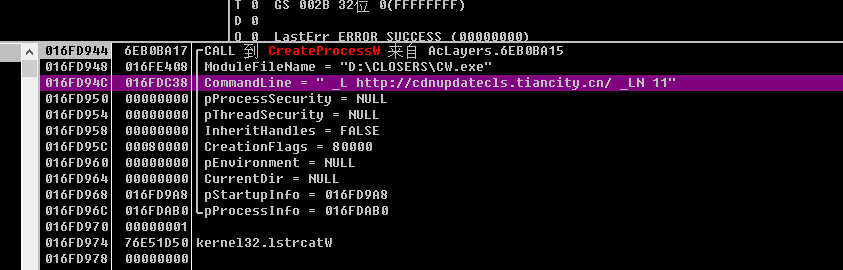 T 0 GS 002B 32位 0(FFFFFFFF)
D 0
O 0 LastErr ERROR_SUCCESS (00000000)
016FD944 6EB0BA17 CALL 到 CreateProcessW 来自 AcLayers.6EB0BA15
016FD948 016FE408 ModuleFileName = "D:\CLOSERS\CW.exe"
016FD94C 016FDC38 CommandLine = " _L http://cdnupdatecls.tiancity.cn/ _LN 11"
016FD950 00000000 pProcessSecurity = NULL
016FD954 00000000 pThreadSecurity = NULL
016FD958 00000000 InheritHandles = FALSE
016FD95C 00080000 CreationFlags = 80000
016FD960 00000000 pEnvironment = NULL
016FD964 00000000 CurrentDir = NULL
016FD968 016FD9A8 pStartupInfo = 016FD9A8
016FD96C 016FDAB0 pProcessInfo = 016FDAB0
016FD970 00000001
016FD974 76E51D50 kernel32.lstrcatW
016FD978 00000000